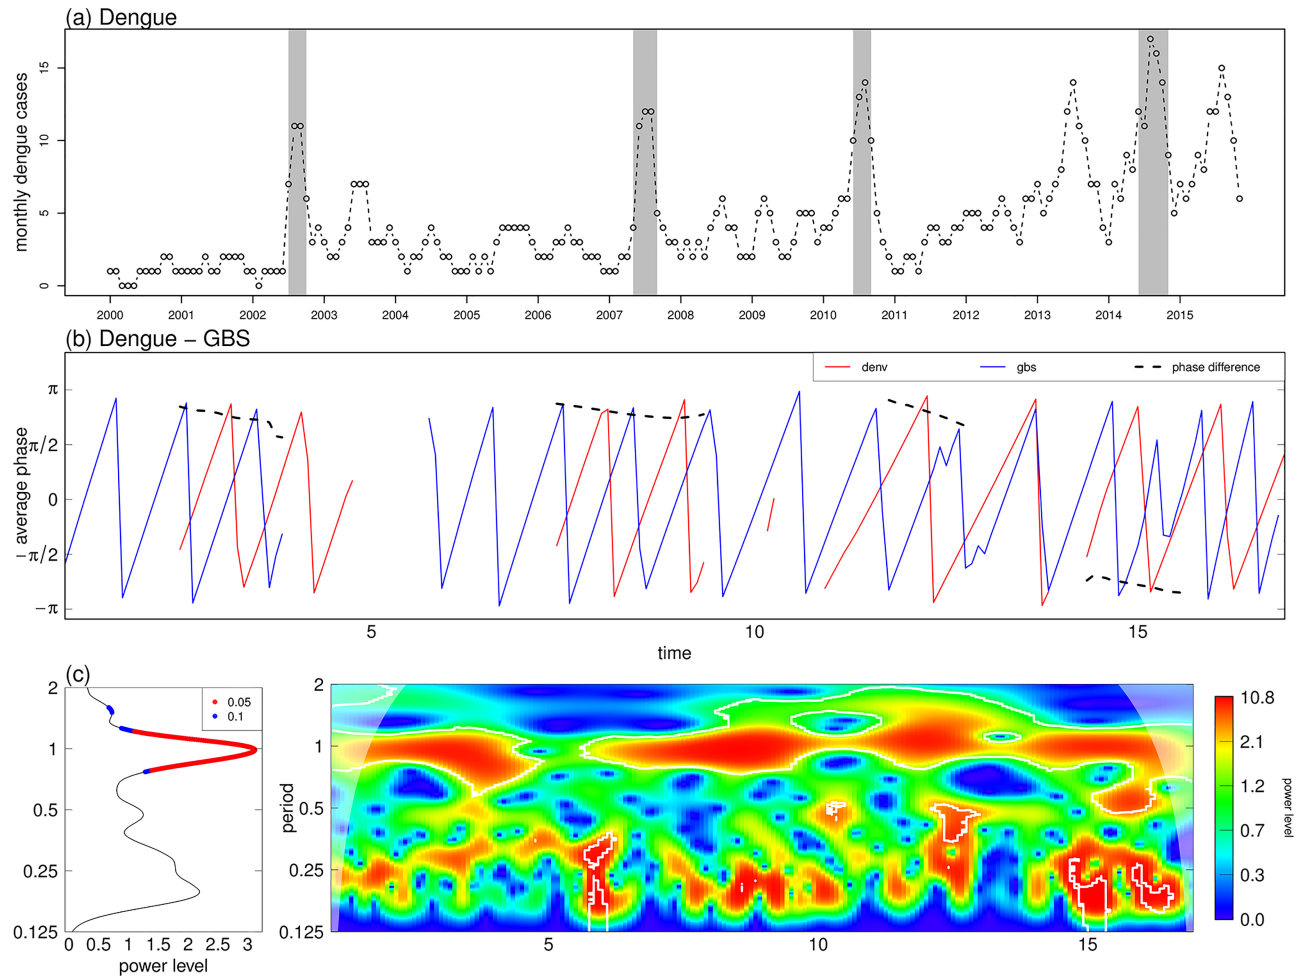 (a) Dengue
monthly dengue cases
15
10
5
0
2000 2001 2002 2003 2004 2005 2006 2007 2008 2009 2010 2011 2012 2013 2014 2015
(b) Dengue − GBS
denv gbs phase difference
average phase
π
π/2
0
−π/2
−π
5 10 15
time
(c)
0.05
0.1
2
1
0.5
0.25
0.125
0 0.5 1 1.5 2 2.5 3
power level
period
2
1
0.5
0.25
0.125
5 10 15
10.8
2.1
1.2
0.7
0.3
0.0
power level